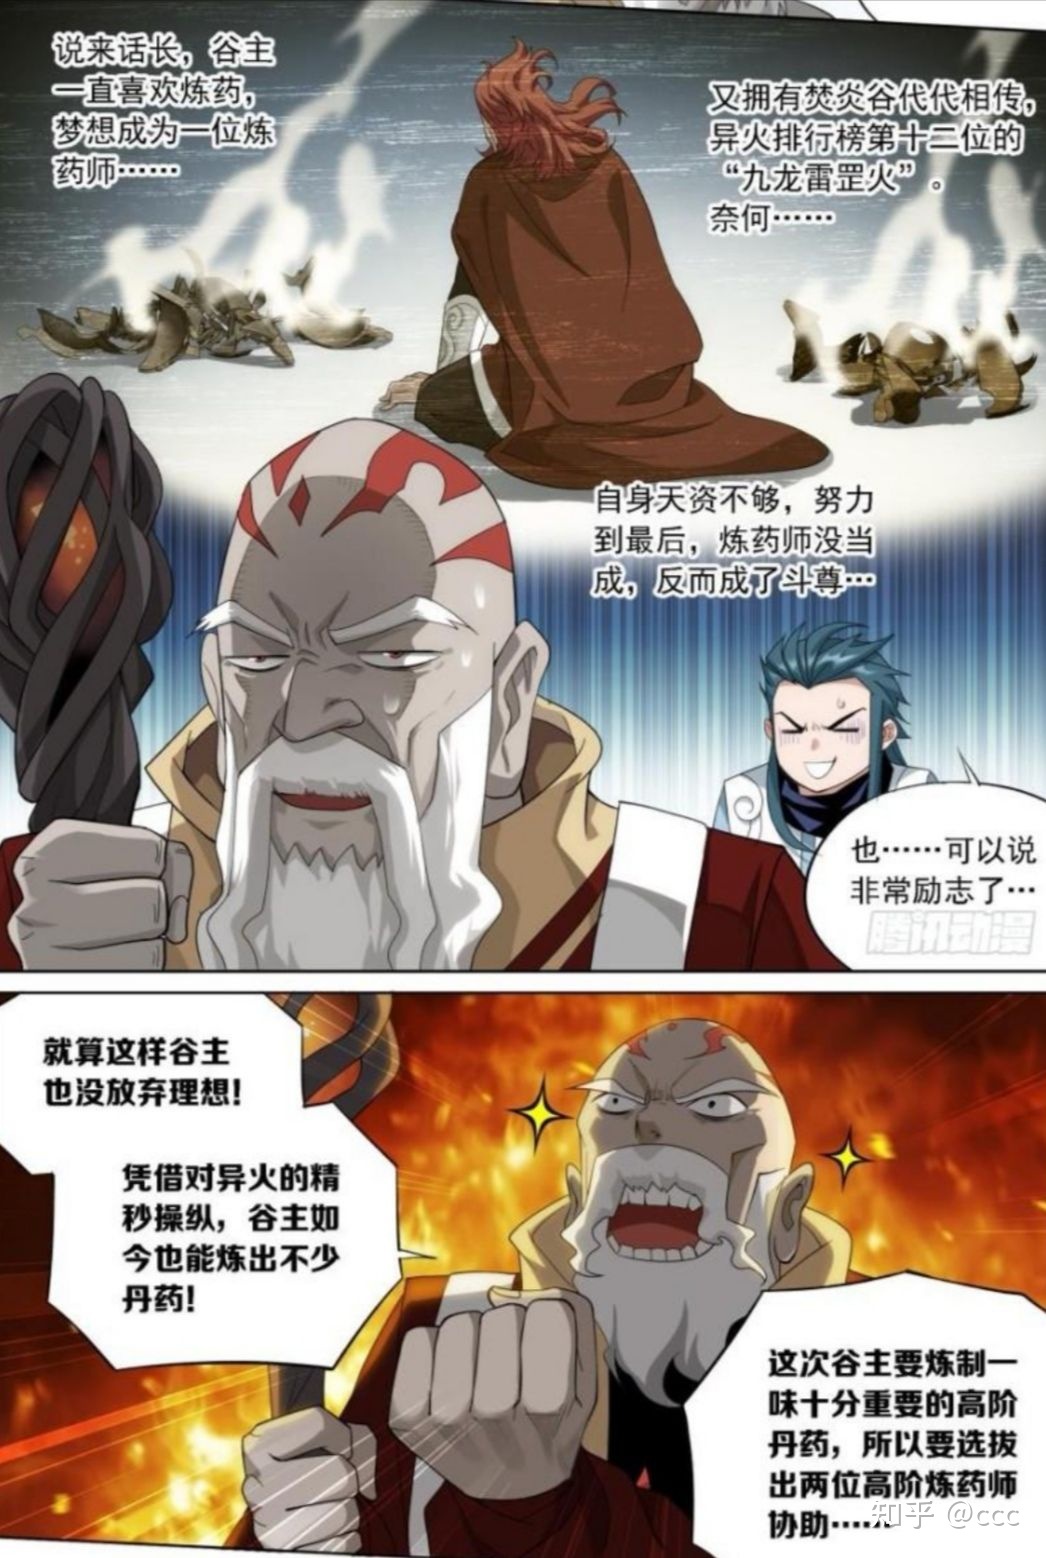 说来话长，谷主
一直喜欢炼药，
梦想成为一位炼
药师……
又拥有焚炎谷代代相传，
异火排行榜第十二位的
“九龙雷罡火”。
奈何……
自身天资不够，努力
到最后，炼药师没当
成，反而成了斗尊…
也……可以说
非常励志了…
腾讯动漫
就算这样谷主
也没放弃理想！
凭借对异火的精
秒操纵，谷主如
今也能炼出不少
丹药！
这次谷主要炼制一
味十分重要的高阶
丹药，所以要选拔
出两位高阶炼药师
协助……
知乎 @ccc